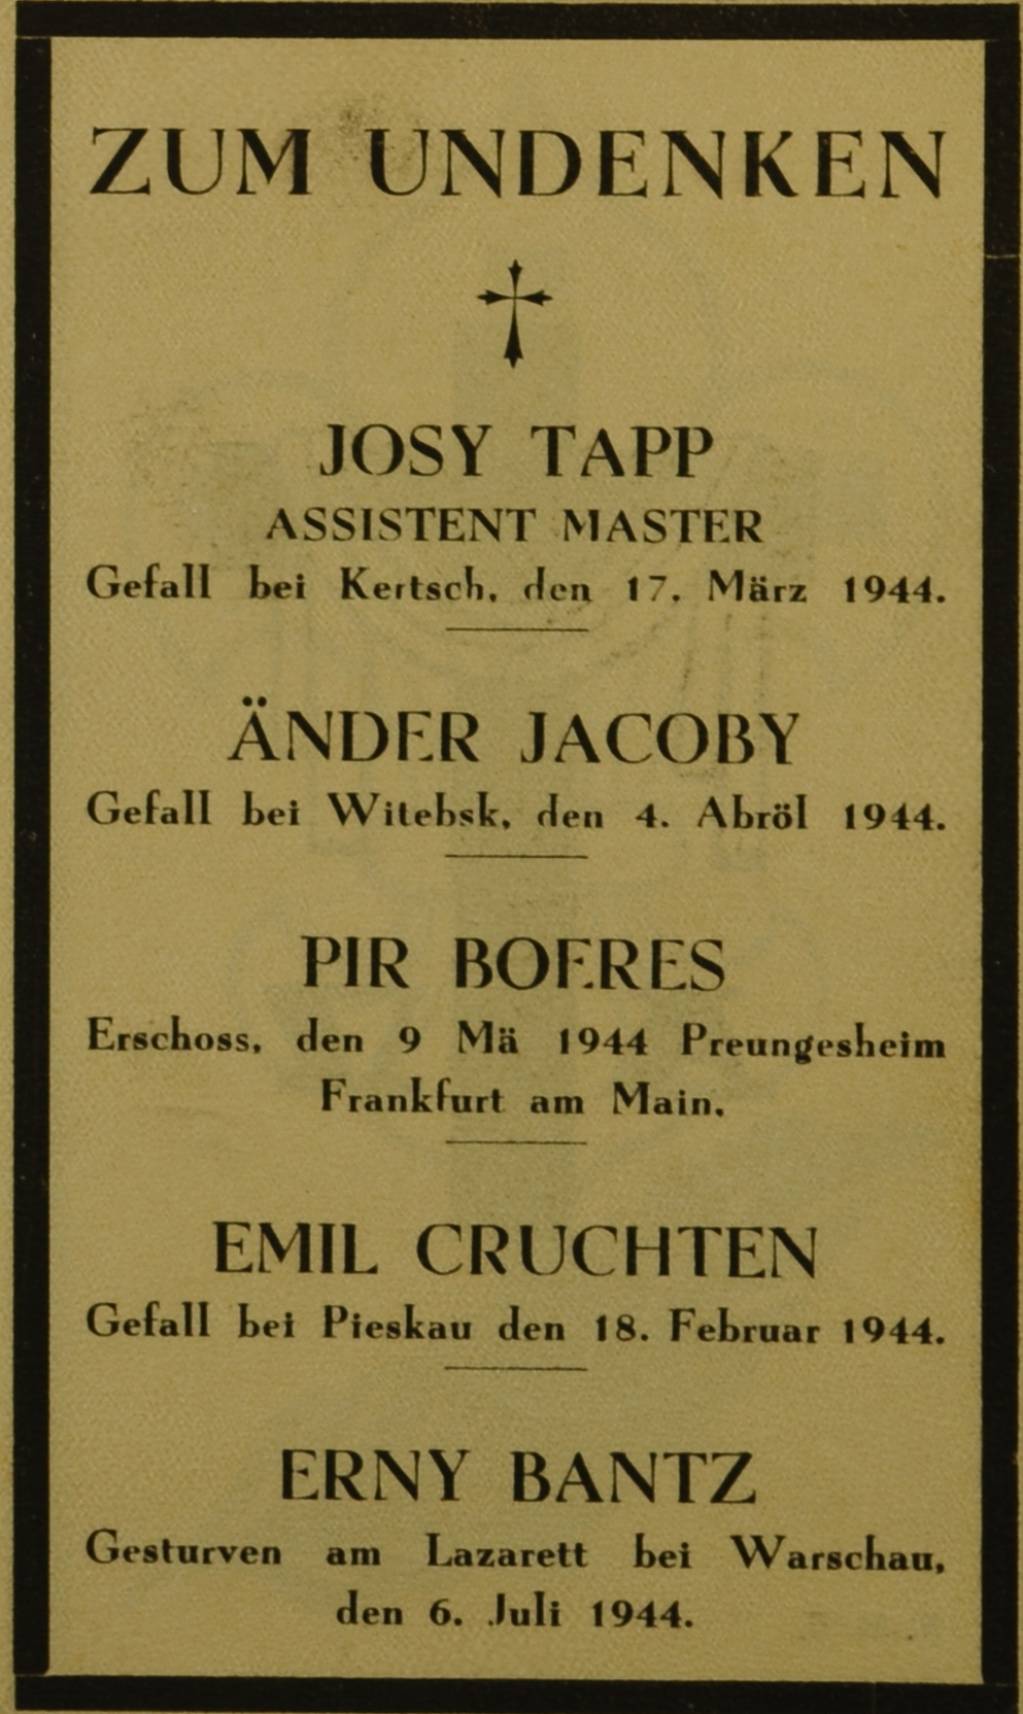 ZUM UNDENKEN
JOSY TAPP
ASSISTENT MASTER
Gefall bei Kertsch, den 17. März 1944.
ÄNDER JACOBY
Gefall bei Witebsk, den 4. Abröl 1944.
PIR BOERES
Erschoss, den 9 Mä 1944 Preungesheim
Frankfurt am Main.
EMIL CRUCHTEN
Gefall bei Pieskau den 18. Februar 1944.
ERNY BANTZ
Gesturven am Lazarett bei Warschau,
den 6. Juli 1944.